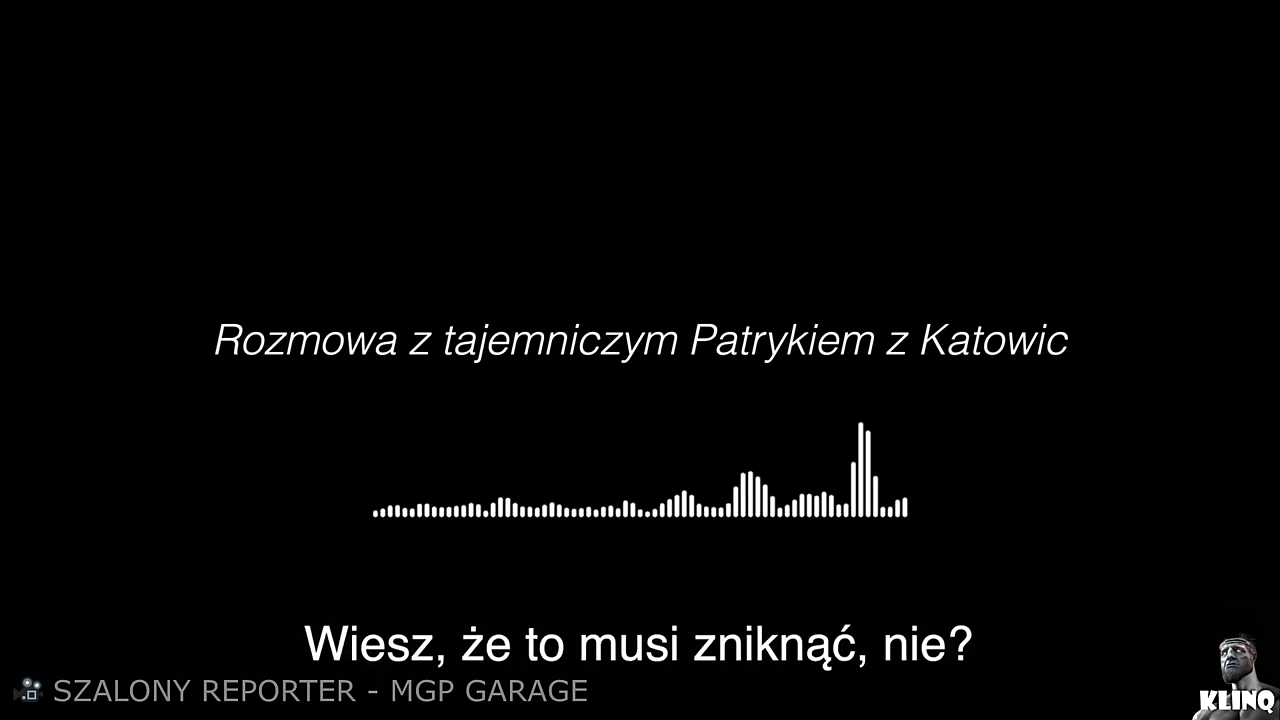 Rozmowa z tajemniczym Patrykiem z Katowic
Wiesz, że to musi zniknąć, nie?
SZALONY REPORTER - MGP GARAGE
KLINQ